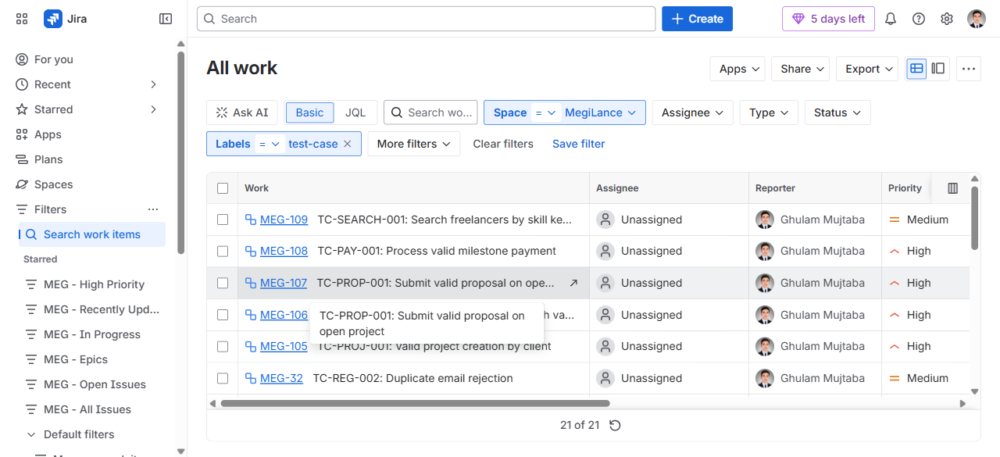 Jira
Search
Create
5 days left
For you
Recent
Starred
Apps
Plans
Spaces
Filters
Search work items
Starred
MEG - High Priority
MEG - Recently Upd...
MEG - In Progress
MEG - Epics
MEG - Open Issues
MEG - All Issues
Default filters
All work
Apps
Share
Export
Ask AI
Basic
JQL
Search wo...
Space = MegiLance
Assignee
Type
Status
Labels = test-case
More filters
Clear filters
Save filter
Work Assignee Reporter Priority
MEG-109 TC-SEARCH-001: Search freelancers by skill ke... Unassigned Ghulam Mujtaba Medium
MEG-108 TC-PAY-001: Process valid milestone payment Unassigned Ghulam Mujtaba High
MEG-107 TC-PROP-001: Submit valid proposal on ope... Unassigned Ghulam Mujtaba High
MEG-106 h va... Unassigned Ghulam Mujtaba High
TC-PROP-001: Submit valid proposal on
open project
MEG-105 TC-PROJ-001: Valid project creation by client Unassigned Ghulam Mujtaba High
MEG-32 TC-REG-002: Duplicate email rejection Unassigned Ghulam Mujtaba Medium
21 of 21